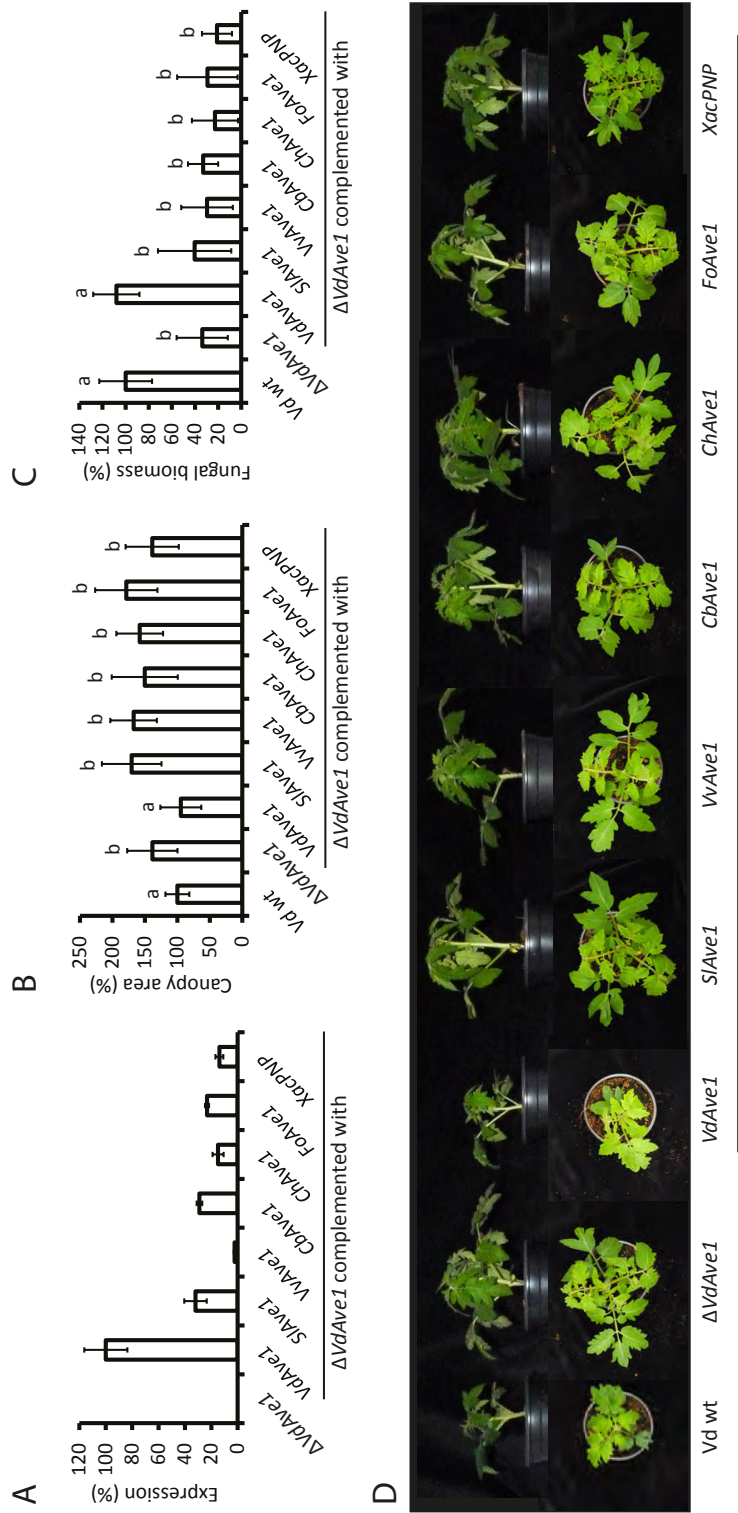 A
Expression (%)
120
100
80
60
40
20
0
ΔVdAve1
VdAve1
SlAve1
VvAve1
CbAve1
ChAve1
FoAve1
XacPNP
ΔVdAve1 complemented with
B
Canopy area (%)
250
200
150
100
50
0
a
b
a
b
b
b
b
b
b
Vd wt
ΔVdAve1
VdAve1
SlAve1
VvAve1
CbAve1
ChAve1
FoAve1
XacPNP
ΔVdAve1 complemented with
C
Fungal biomass (%)
140
120
100
80
60
40
20
0
a
b
a
b
b
b
b
b
b
Vd wt
ΔVdAve1
VdAve1
SlAve1
VvAve1
CbAve1
ChAve1
FoAve1
XacPNP
ΔVdAve1 complemented with
D
Vd wt
ΔVdAve1
VdAve1
SlAve1
VvAve1
CbAve1
ChAve1
FoAve1
XacPNP